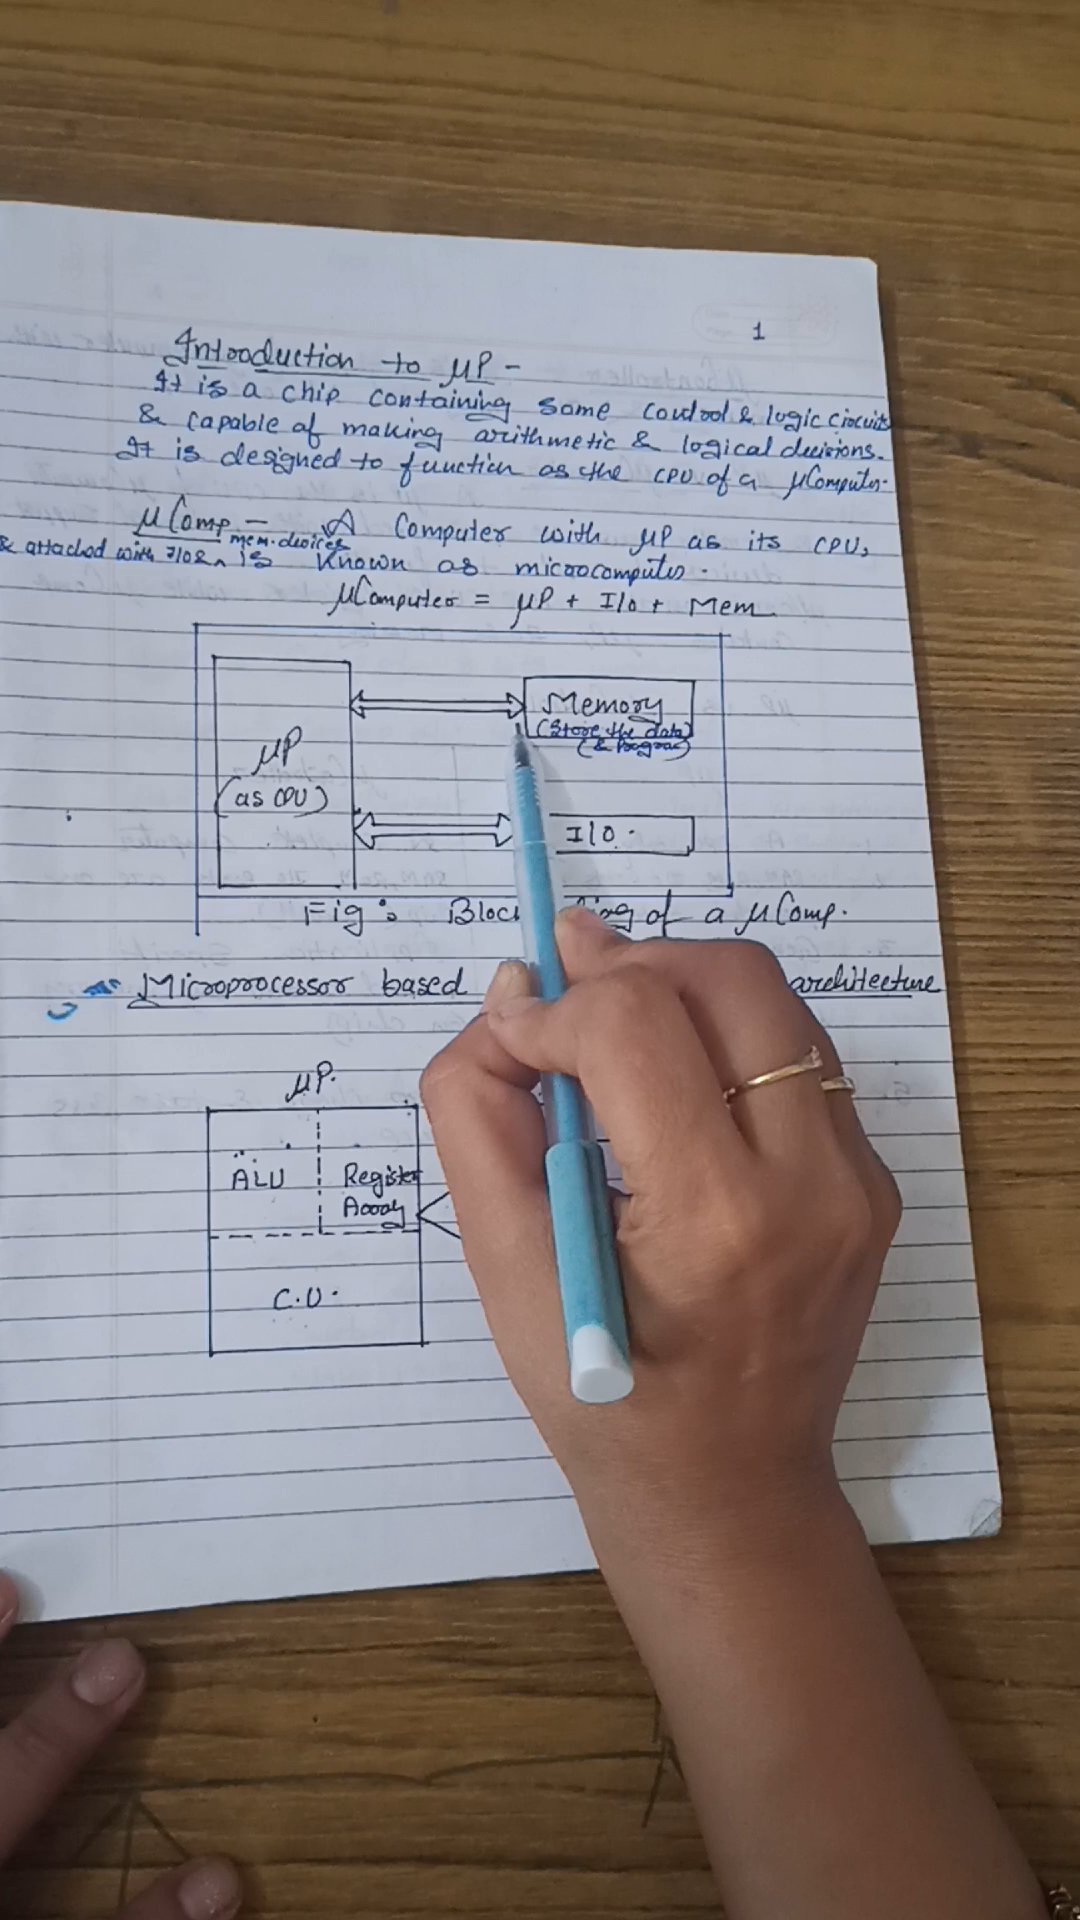 1
Introduction to μP -
It is a chip containing some control & logic circuits
& capable of making arithmetic & logical decisions.
It is designed to function as the CPU of a μComputer.
μComp - A Computer with μP as its CPU,
mem. devices
& attached with I/O & is known as microcomputer.
μComputer = μP + I/O + Mem
μP
(as CPU)
Memory
(Store the data)
(& Program)
I/O.
Fig: Block of a μComp.
Microprocessor based architecture
μP.
ALU
Register
Array
C.U.